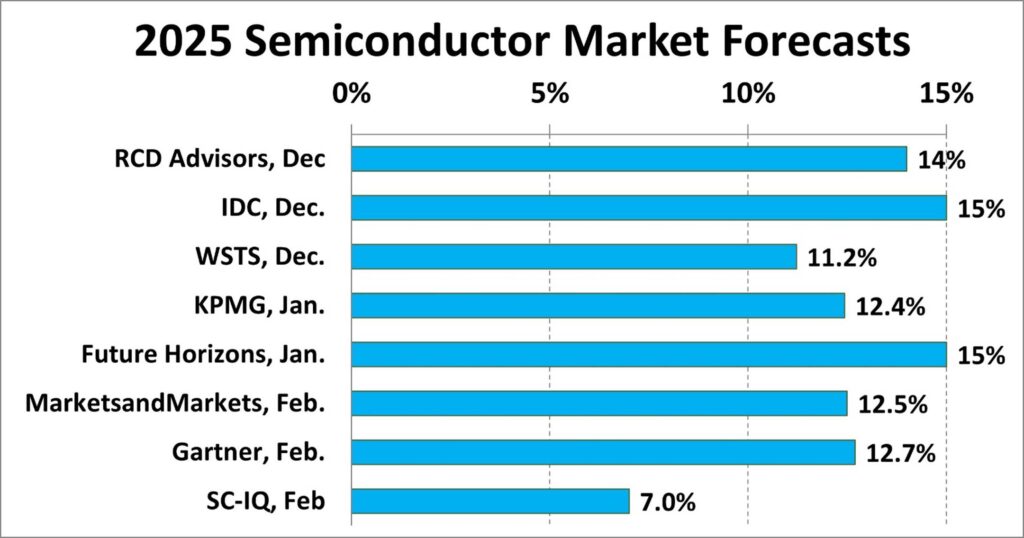 2025 Semiconductor Market Forecasts
0% 5% 10% 15%
RCD Advisors, Dec 14%
IDC, Dec. 15%
WSTS, Dec. 11.2%
KPMG, Jan. 12.4%
Future Horizons, Jan. 15%
MarketsandMarkets, Feb. 12.5%
Gartner, Feb. 12.7%
SC-IQ, Feb 7.0%